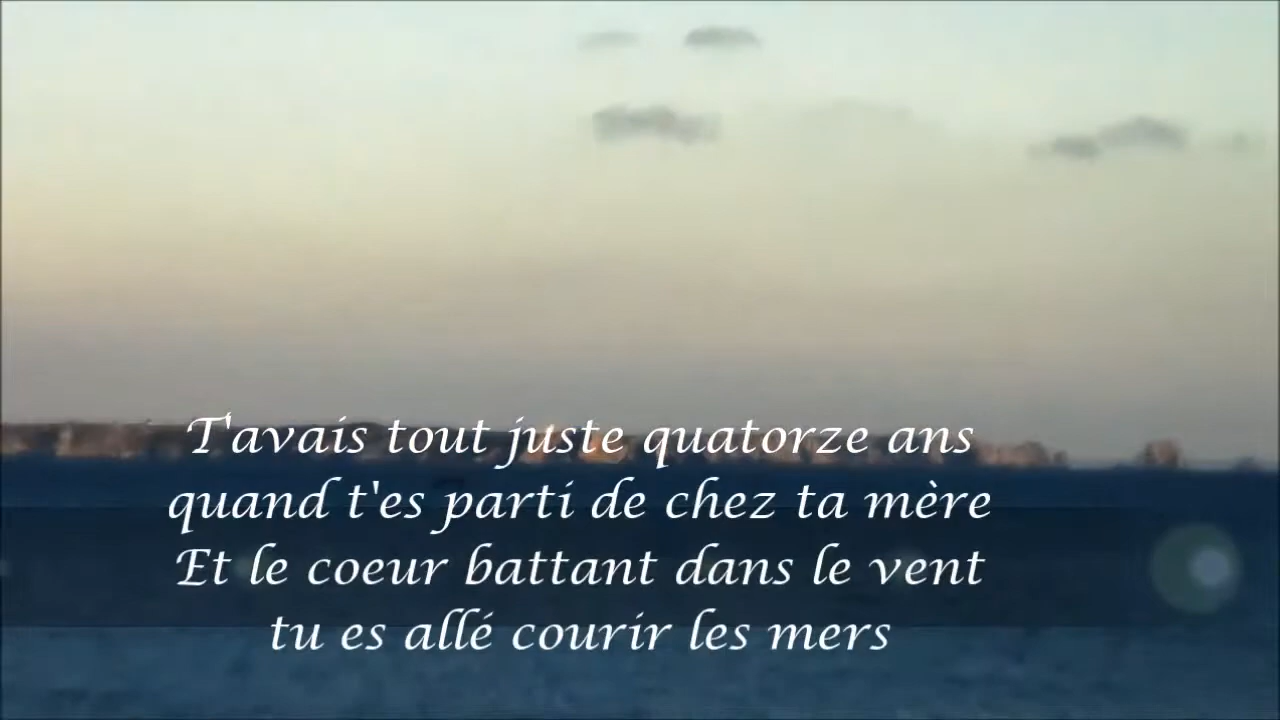 T'avais tout juste quatorze ans
quand t'es parti de chez ta mère
Et le coeur battant dans le vent
tu es allé courir les mers